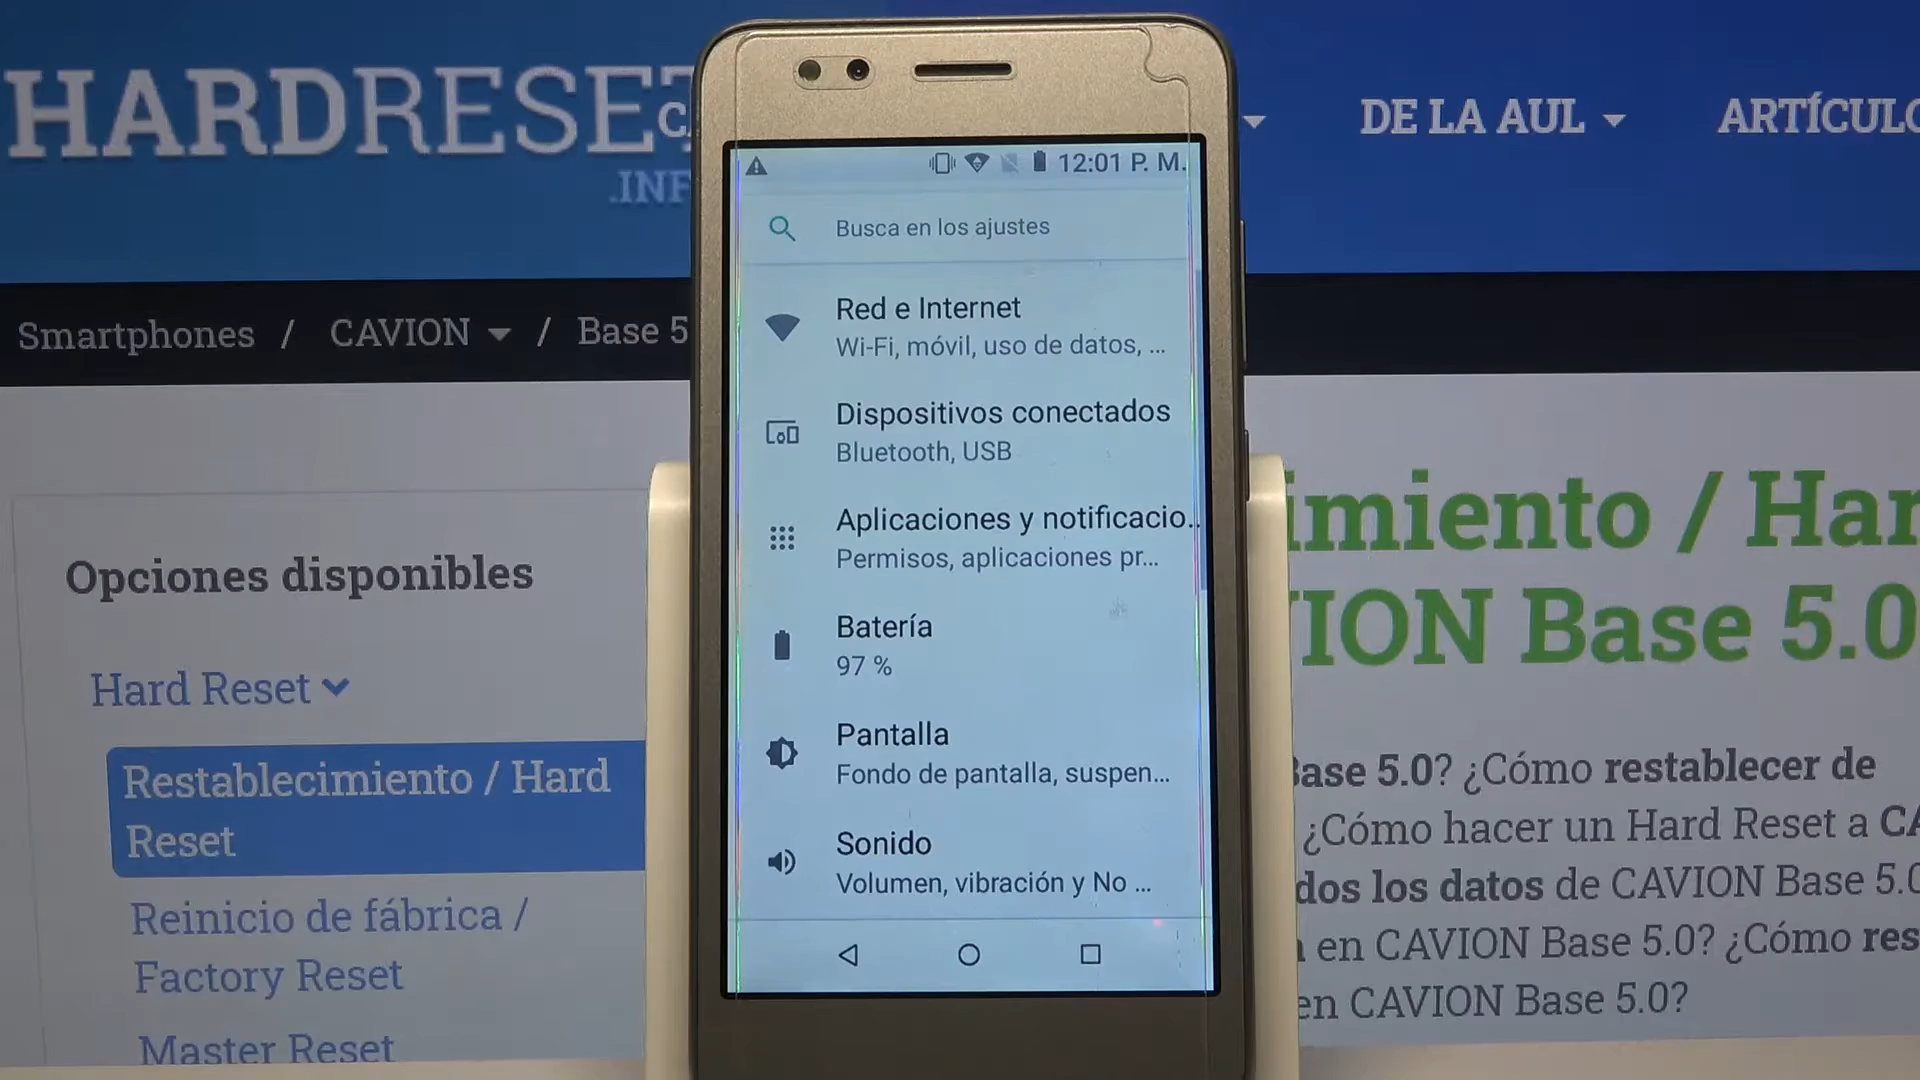 HARDRESET
.INF
DE LA AUL
ARTÍCULO
Smartphones / CAVION / Base 5
Opciones disponibles
Hard Reset
Restablecimiento / Hard
Reset
Reinicio de fábrica /
Factory Reset
Master Reset
12:01 P. M.
Busca en los ajustes
Red e Internet
Wi-Fi, móvil, uso de datos, ...
Dispositivos conectados
Bluetooth, USB
Aplicaciones y notificacio..
Permisos, aplicaciones pr...
Batería
97 %
Pantalla
Fondo de pantalla, suspen...
Sonido
Volumen, vibración y No ...
imiento / Har
ION Base 5.0
Base 5.0? ¿Cómo restablecer de
¿Cómo hacer un Hard Reset a CA
dos los datos de CAVION Base 5.0
en CAVION Base 5.0? ¿Cómo res
en CAVION Base 5.0?